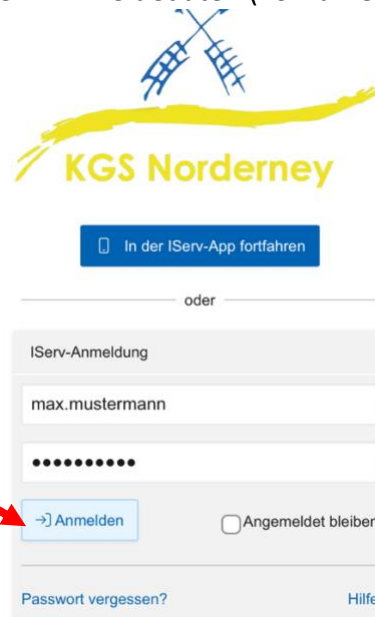 KGS Norderney
In der IServ-App fortfahren
oder
IServ-Anmeldung
max.mustermann
••••••••••
Anmelden
Angemeldet bleiben
Passwort vergessen?
Hilfe